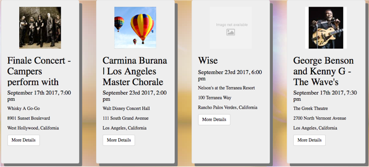 Finale Concert -
Campers
perform with
September 17th 2017, 7:00
pm
Whisky A Go-Go
8901 Sunset Boulevard
West Hollywood, California
More Details
Carmina Burana
| Los Angeles
Master Chorale
September 23rd 2017, 2:00
pm
Walt Disney Concert Hall
111 South Grand Avenue
Los Angeles, California
More Details
Wise
September 23rd 2017, 6:00
pm
Nelson's at the Terranea Resort
100 Terranea Way
Rancho Palos Verdes, California
More Details
George Benson
and Kenny G -
The Wave's
September 17th 2017, 7:30
pm
The Greek Theatre
2700 North Vermont Avenue
Los Angeles, California
More Details